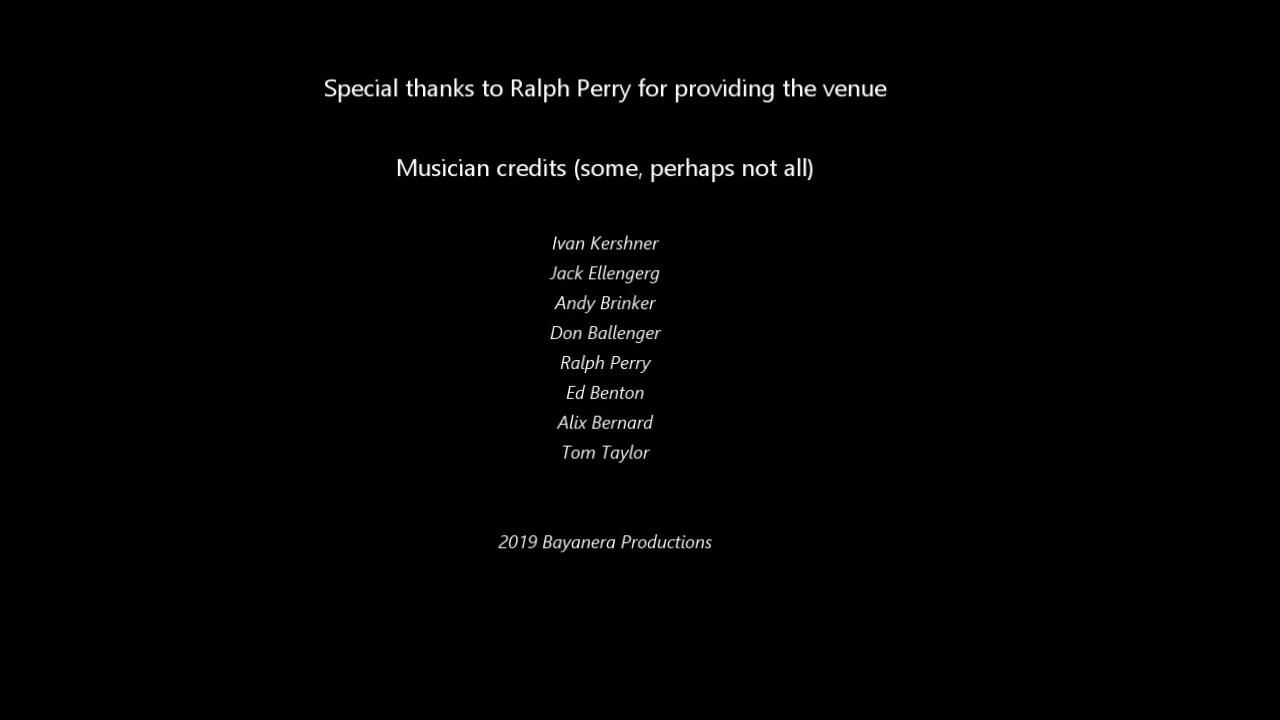 Special thanks to Ralph Perry for providing the venue
Musician credits (some, perhaps not all)
Ivan Kershner
Jack Ellengerg
Andy Brinker
Don Ballenger
Ralph Perry
Ed Benton
Alix Bernard
Tom Taylor
2019 Bayanera Productions